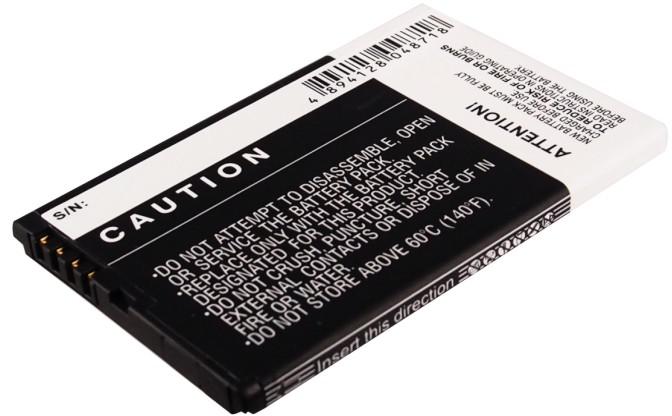 S/N:
4 894128 048718
CAUTION
•DO NOT ATTEMPT TO DISASSEMBLE, OPEN
OR SERVICE THE BATTERY PACK.
•REPLACE ONLY WITH THE BATTERY PACK
DESIGNATED FOR THIS PRODUCT.
•DO NOT CRUSH, PUNCTURE, SHORT
EXTERNAL CONTACTS OR DISPOSE OF IN
FIRE OR WATER.
•DO NOT STORE ABOVE 60°C (140°F).
Insert this direction
ATTENTION!
NEW BATTERY PACK MUST BE FULLY
CHARGED BEFORE USE.
TO REDUCE RISK OF FIRE OR BURNS
READ INSTRUCTIONS IN OPERATING GUIDE
BEFORE USING THE BATTERY.